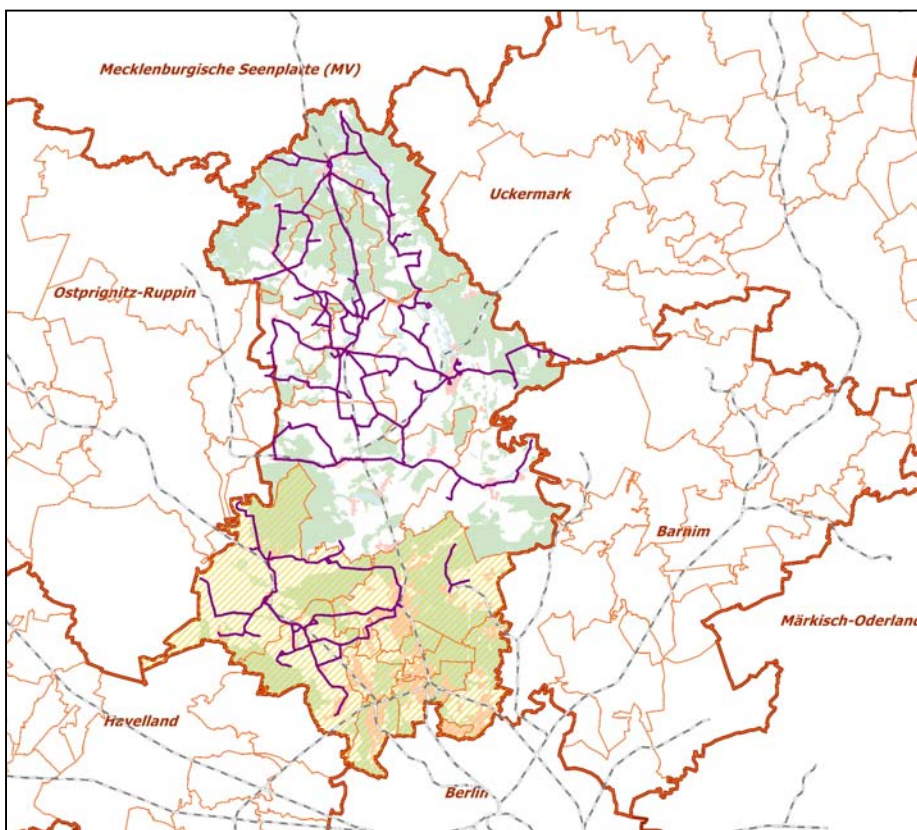 Mecklenburgische Seenplatte (MV)
Uckermark
Ostprignitz-Ruppin
Barnim
Märkisch-Oderland
Havelland
Berlin